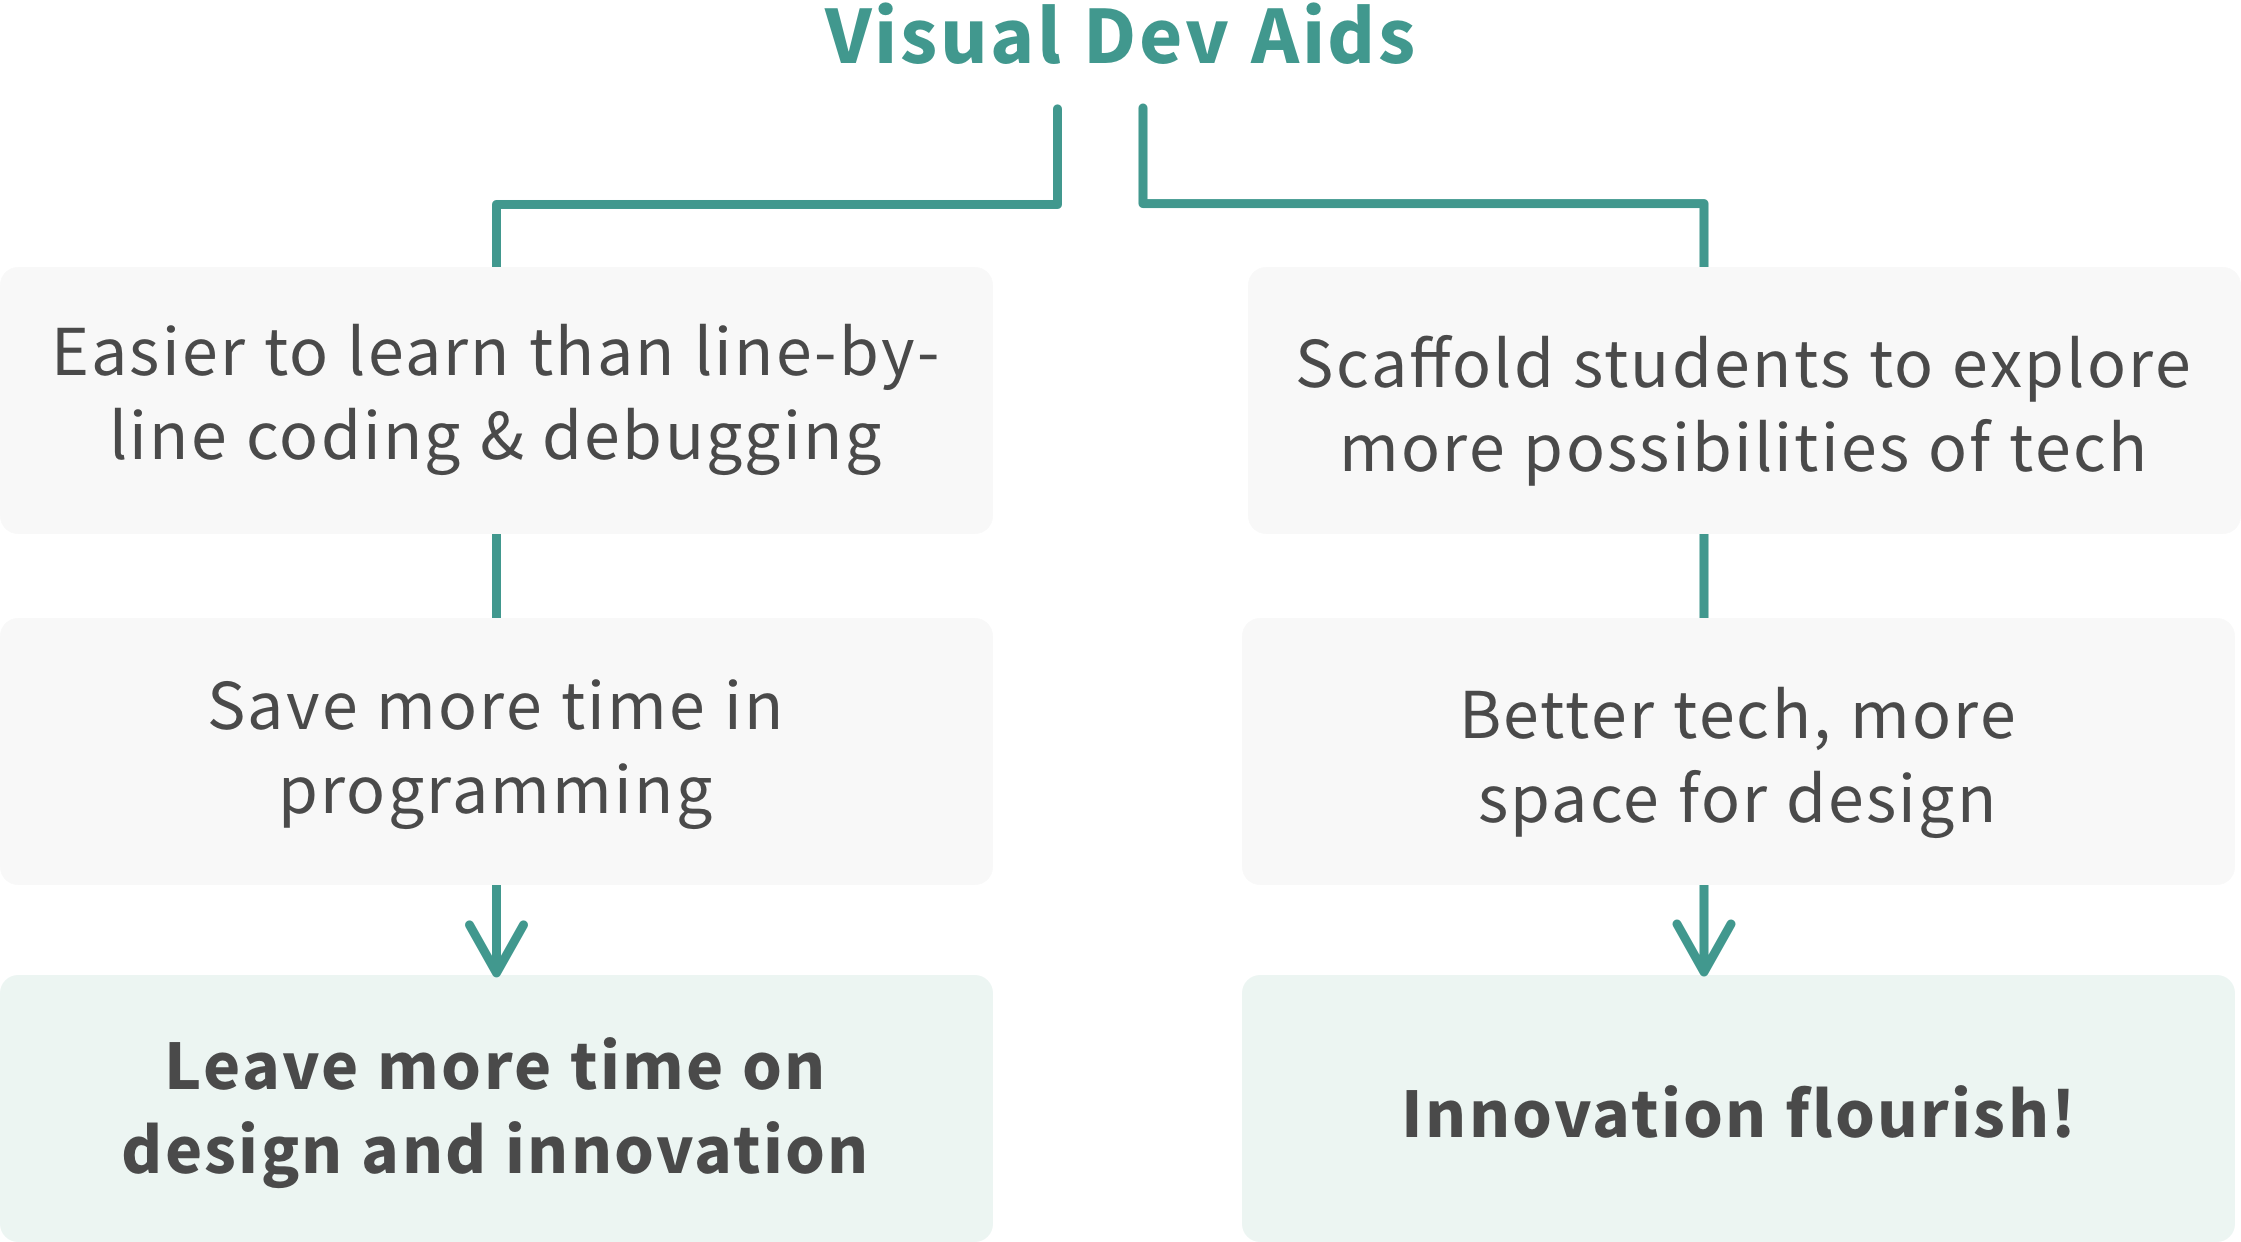 Visual Dev Aids
Easier to learn than line-by-
line coding & debugging
Save more time in
programming
Leave more time on
design and innovation
Scaffold students to explore
more possibilities of tech
Better tech, more
space for design
Innovation flourish!